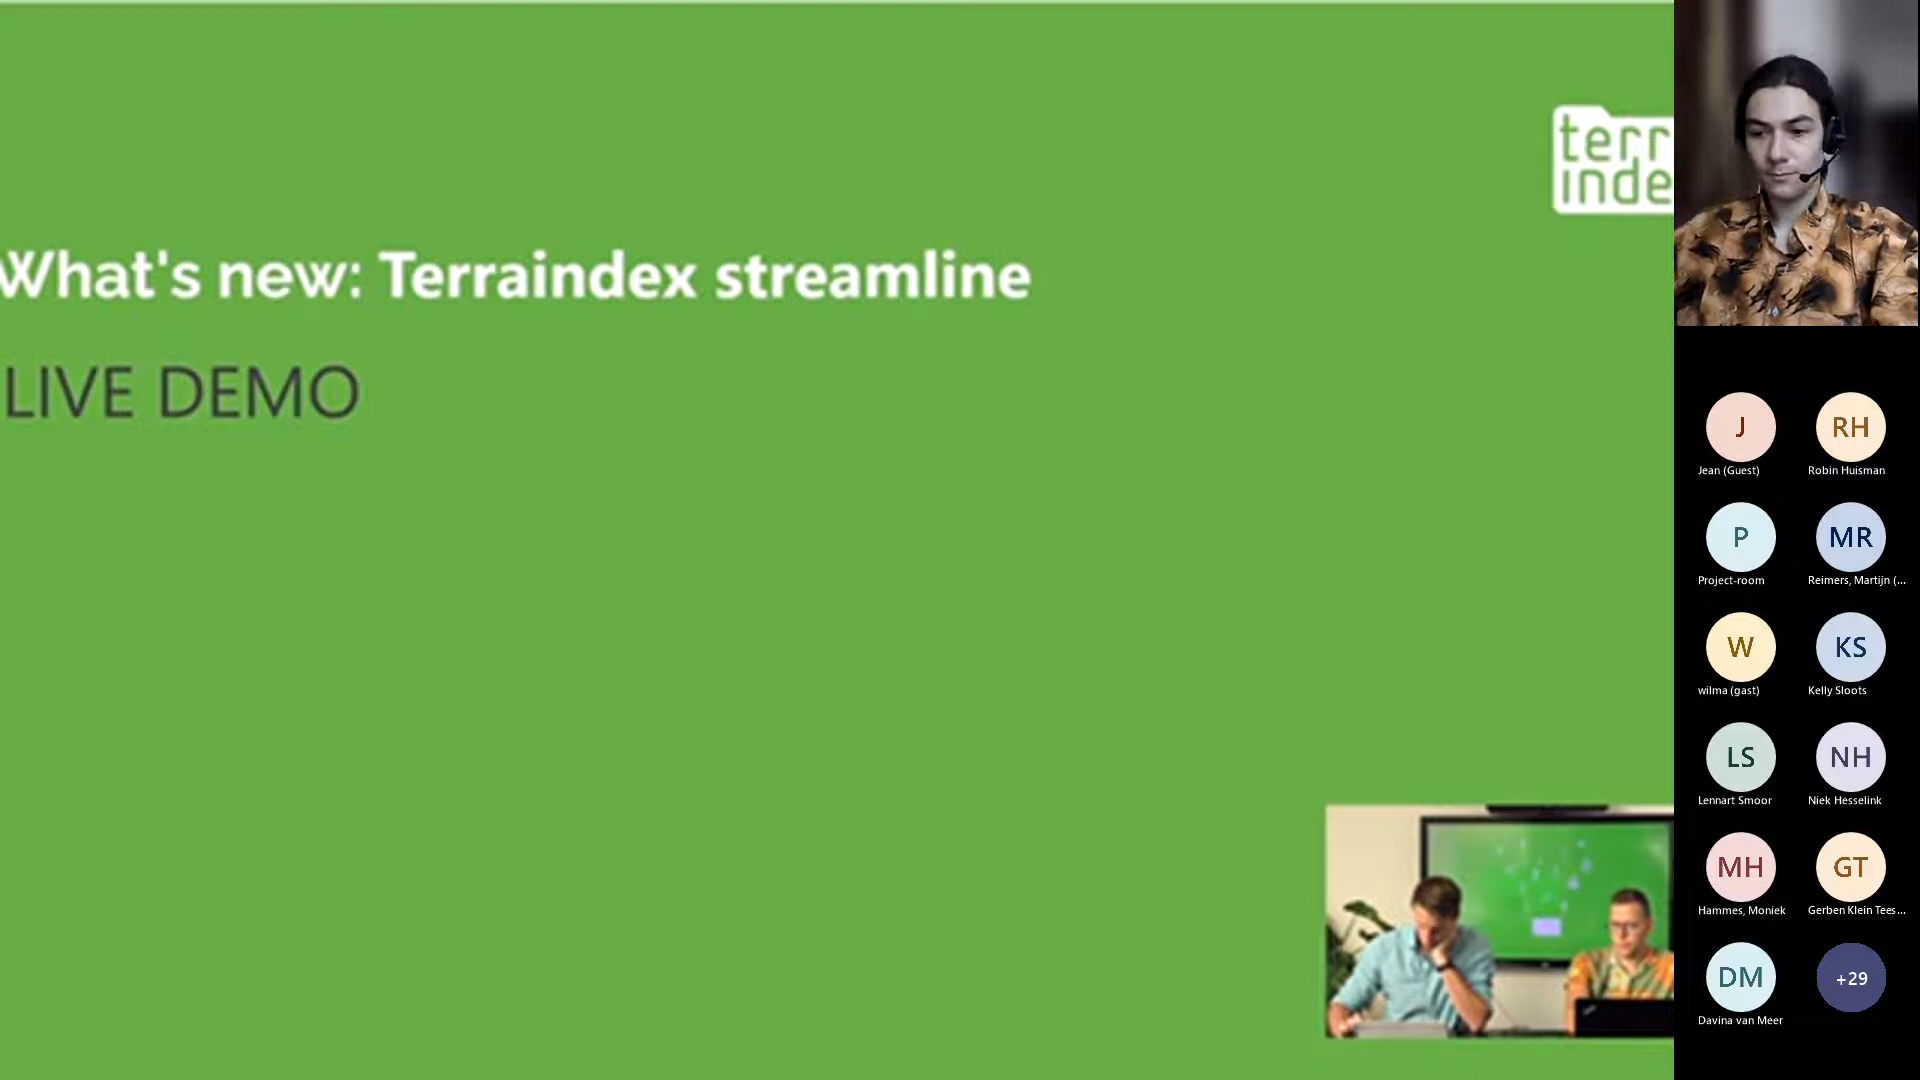 terr
inde
What's new: Terraindex streamline
LIVE DEMO
J
Jean (Guest)
RH
Robin Huisman
P
Project-room
MR
Reimers, Martijn (...
W
wilma (gast)
KS
Kelly Sloots
LS
Lennart Smoor
NH
Niek Hesselink
MH
Hammes, Moniek
GT
Gerben Klein Tees...
DM
Davina van Meer
+29